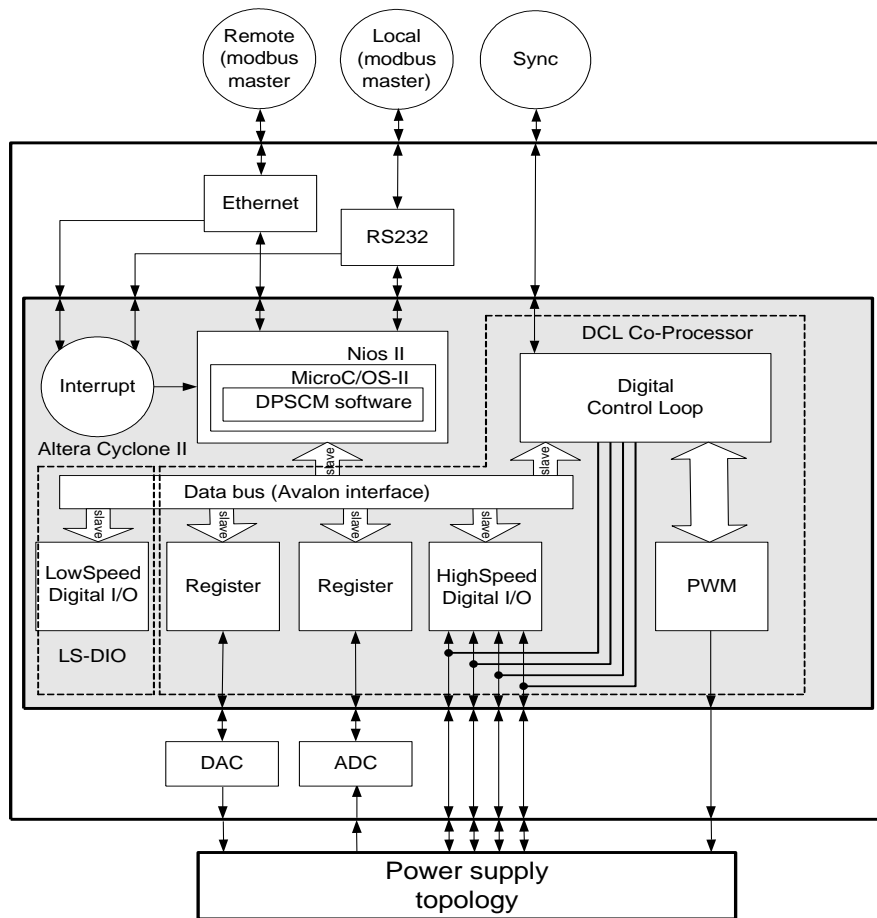 Remote
(modbus
master
Local
(modbus
master)
Sync
Ethernet
RS232
DCL Co-Processor
Nios II
MicroC/OS-II
DPSCM software
Interrupt
Digital
Control Loop
Altera Cyclone II
slave
slave
Data bus (Avalon interface)
slave
slave
slave
slave
LowSpeed
Digital I/O
Register
Register
HighSpeed
Digital I/O
PWM
LS-DIO
DAC
ADC
Power supply
topology